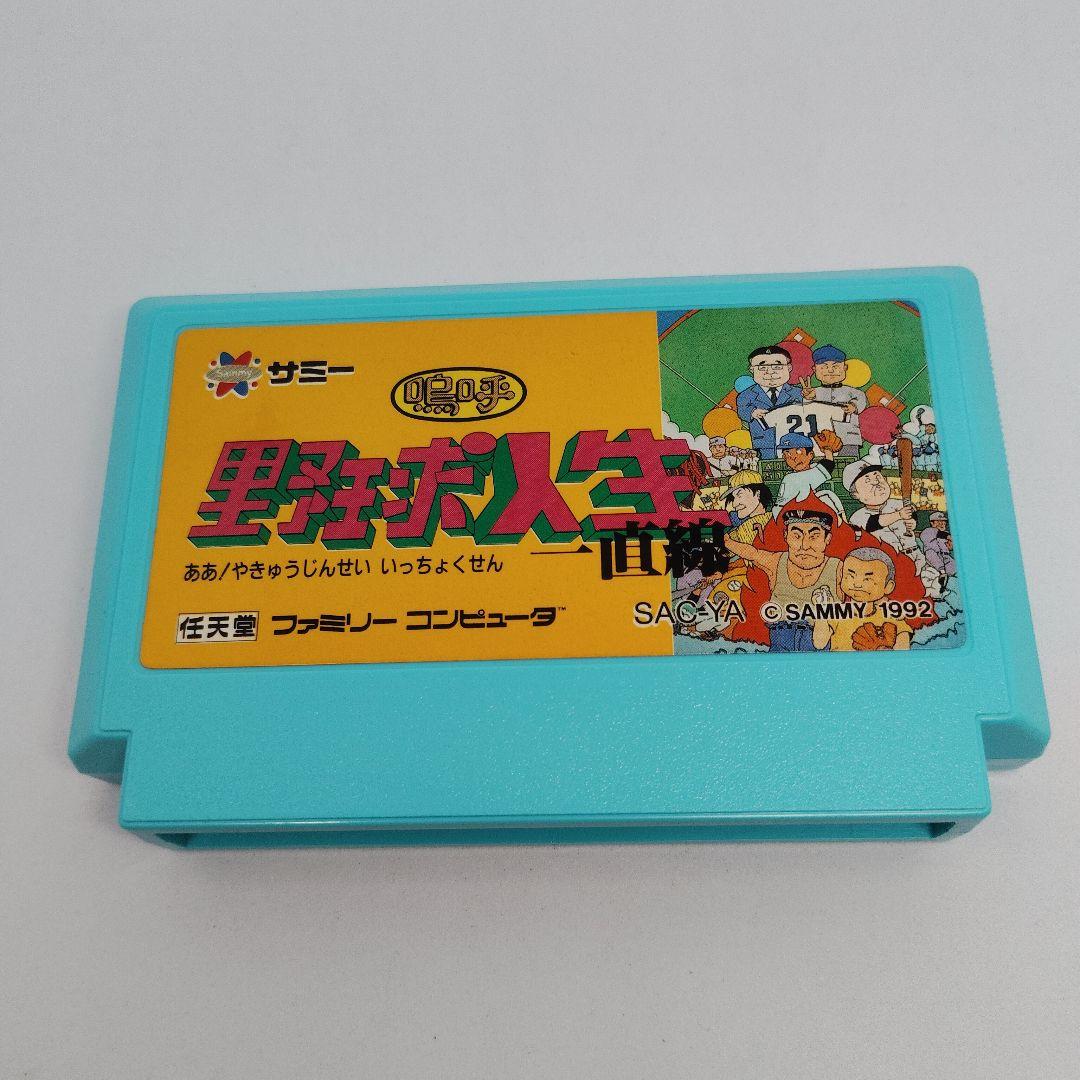 Sammy サミー
嗚呼
野球人生
一直線
ああ!やきゅうじんせい いっちょくせん
任天堂 ファミリー コンピュータ™
SAC-YA © SAMMY 1992
21